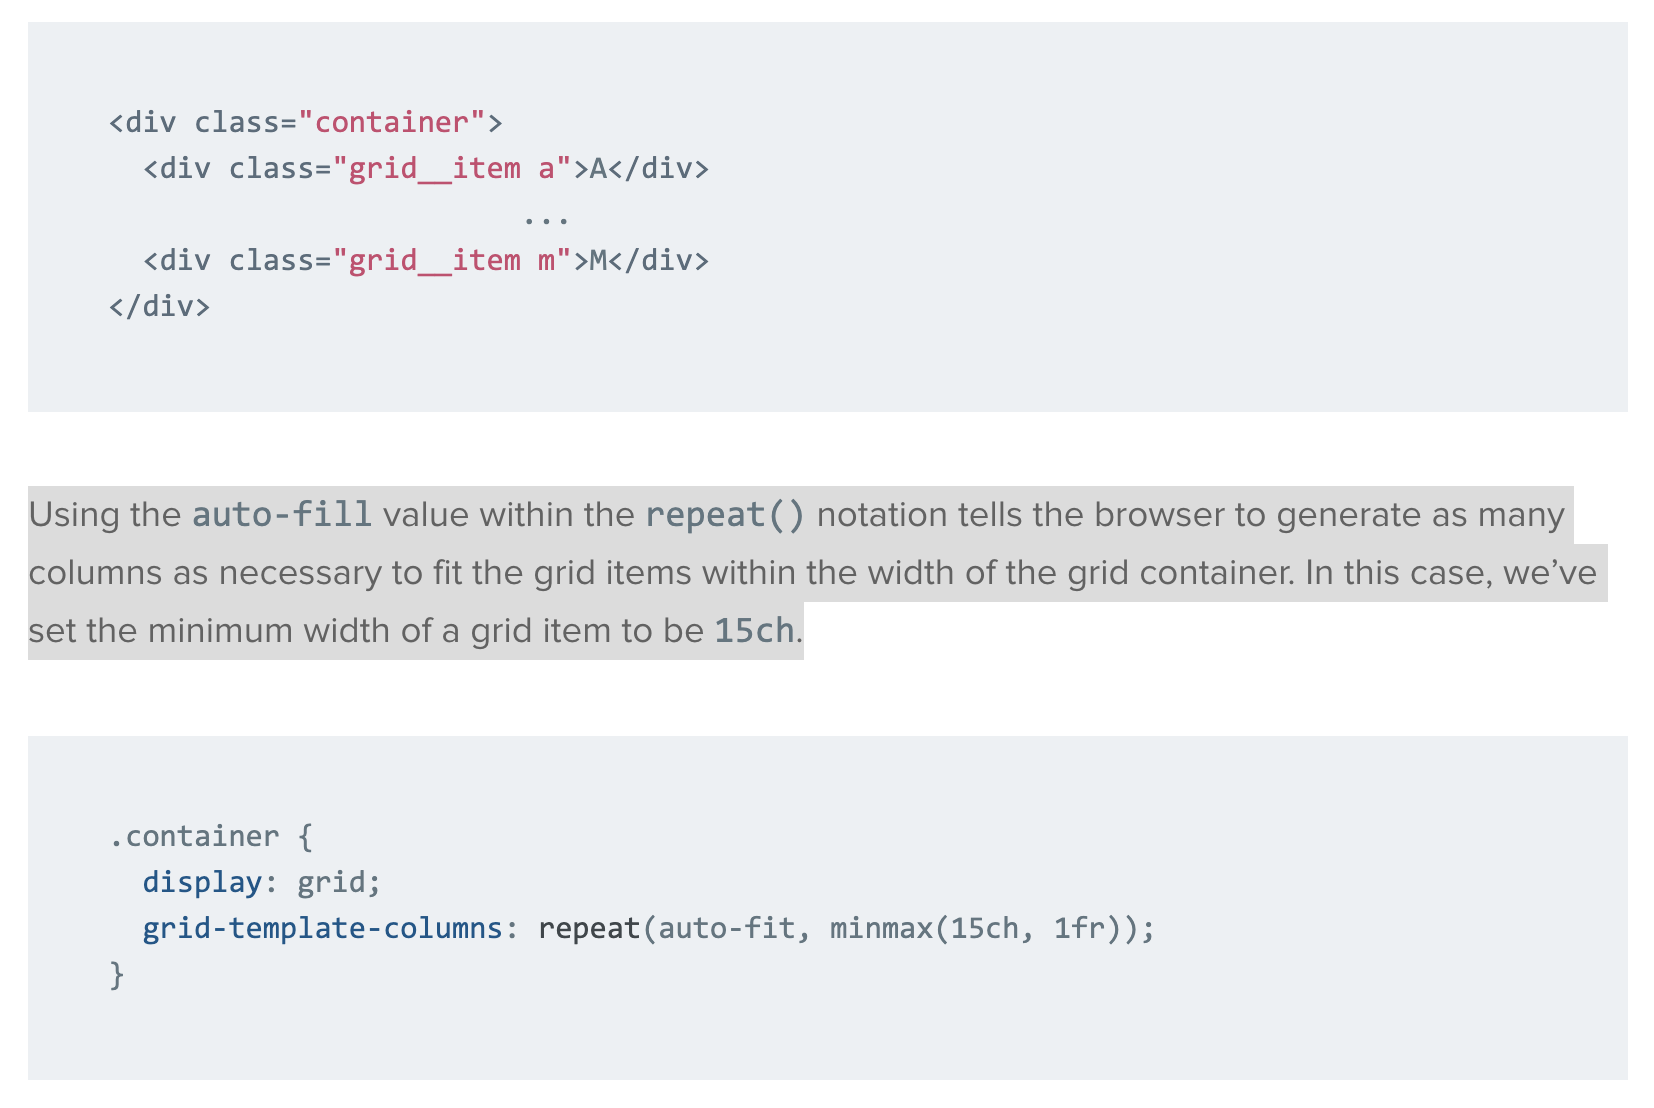 <div class="container">
<div class="grid__item a">A</div>
...
<div class="grid__item m">M</div>
</div>
Using the auto-fill value within the repeat() notation tells the browser to generate as many
columns as necessary to fit the grid items within the width of the grid container. In this case, we’ve
set the minimum width of a grid item to be 15ch.
.container {
display: grid;
grid-template-columns: repeat(auto-fit, minmax(15ch, 1fr));
}